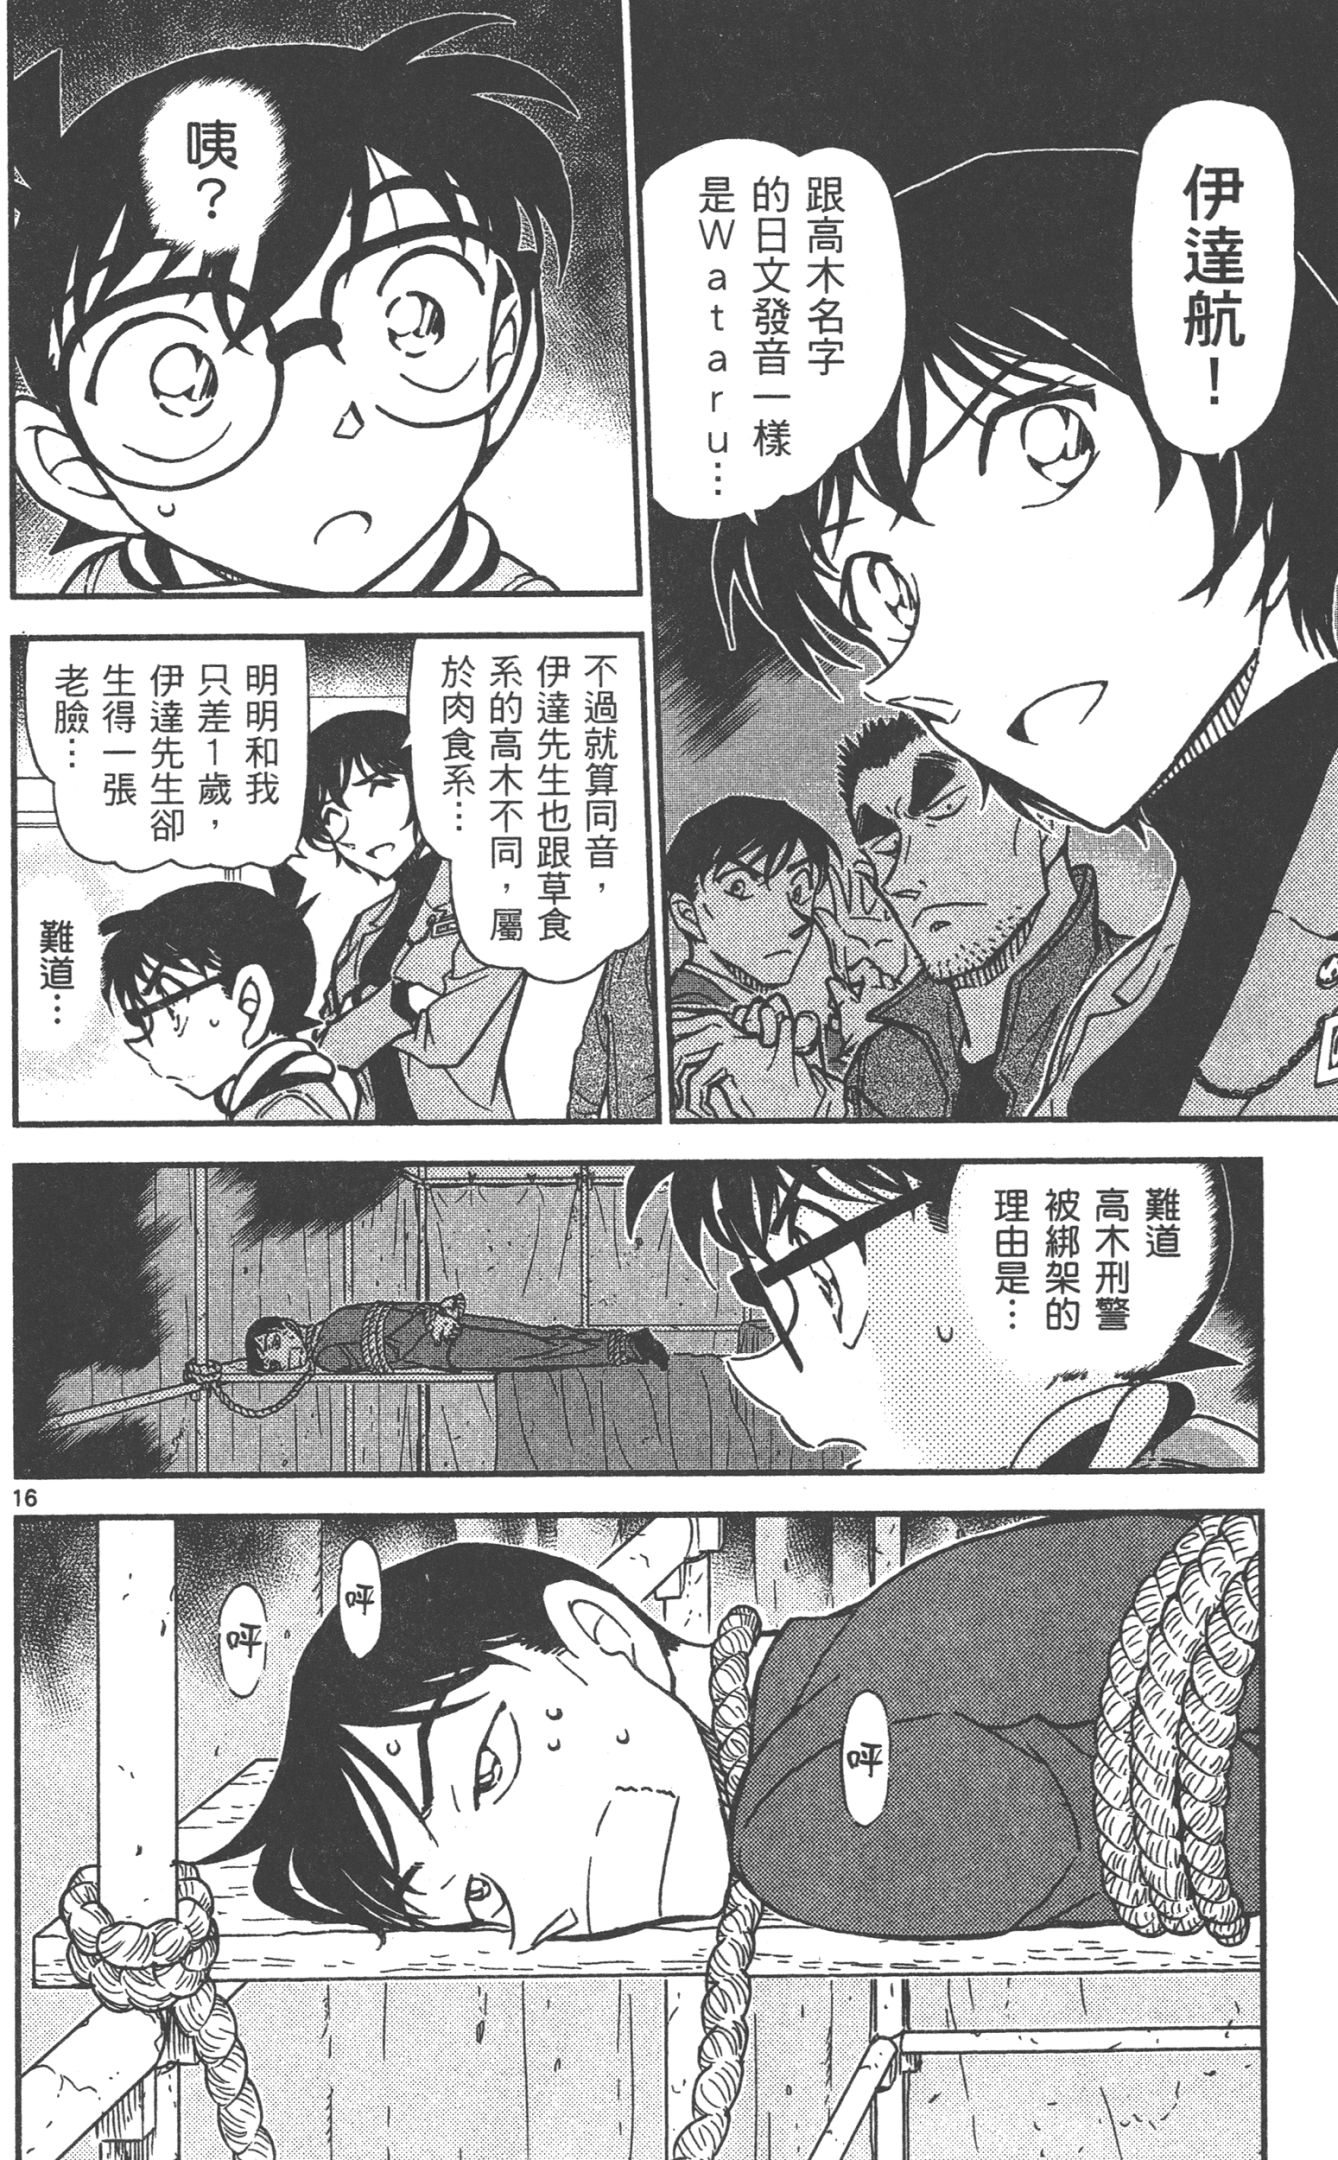 伊達航！
跟高木名字
的日文發音一樣
是Wataru…
咦？
不過就算同音，
伊達先生也跟草食
系的高木不同，屬
於肉食系…
明明和我
只差1歲，
伊達先生卻
生得一張
老臉…
難道…
難道
高木刑警
被綁架的
理由是…
16
呼
呼
呼